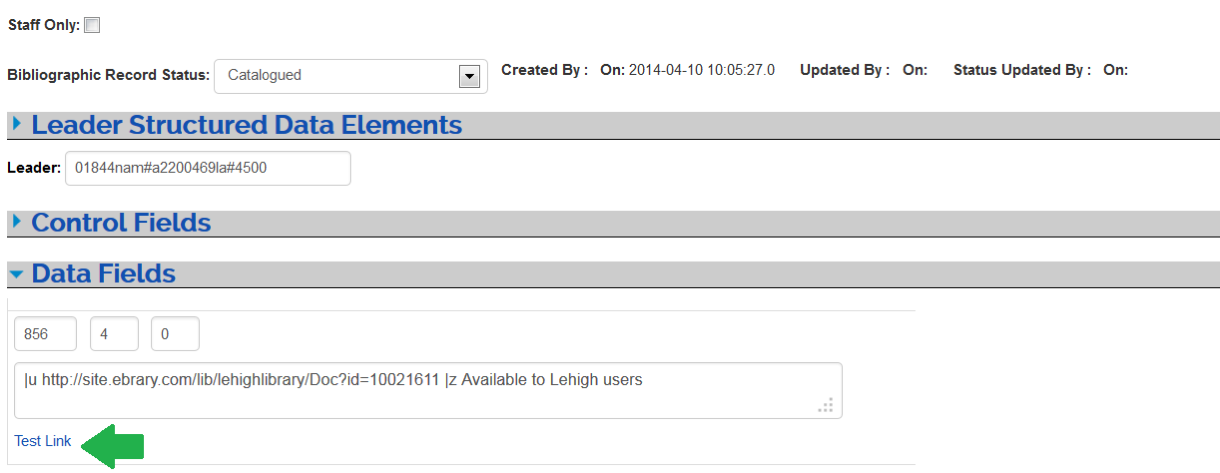 Staff Only:
Bibliographic Record Status: Catalogued Created By : On: 2014-04-10 10:05:27.0 Updated By : On: Status Updated By : On:
Leader Structured Data Elements
Leader: 01844nam#a2200469Ia#4500
Control Fields
Data Fields
856 4 0
|u http://site.ebrary.com/lib/lehighlibrary/Doc?id=10021611 |z Available to Lehigh users
Test Link